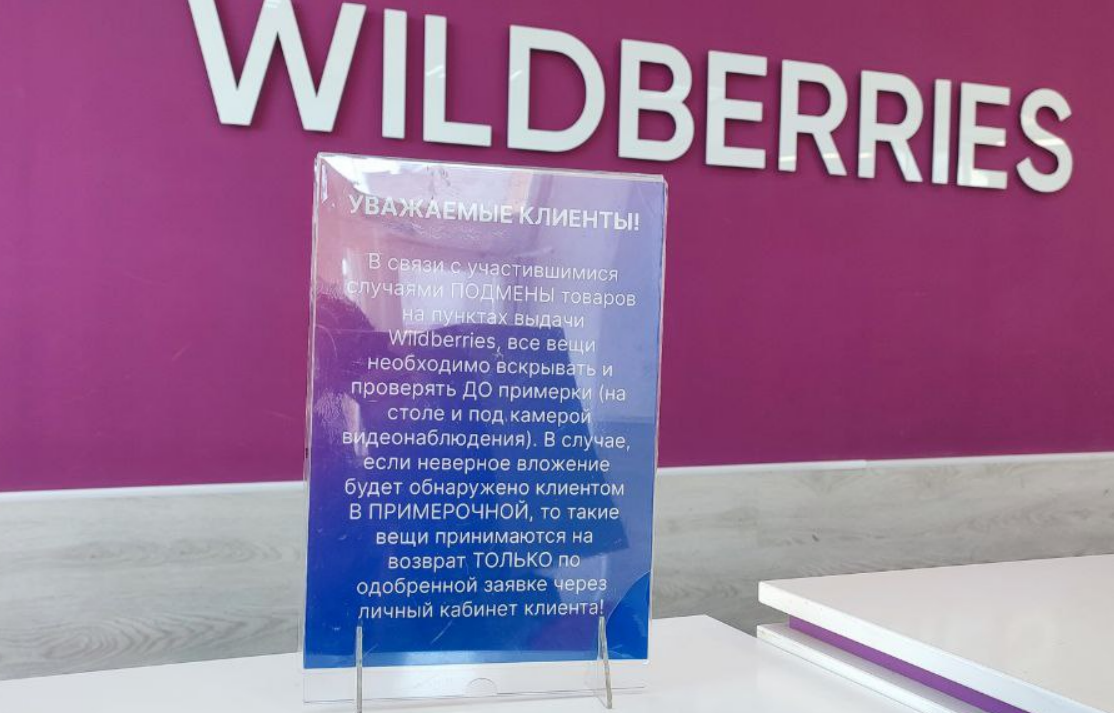 WILDBERRIES
УВАЖАЕМЫЕ КЛИЕНТЫ!
В связи с участившимися
случаями ПОДМЕНЫ товаров
на пунктах выдачи
Wildberries, все вещи
необходимо вскрывать и
проверять ДО примерки (на
столе и под камерой
видеонаблюдения). В случае,
если неверное вложение
будет обнаружено клиентом
В ПРИМЕРОЧНОЙ, то такие
вещи принимаются на
возврат ТОЛЬКО по
одобренной заявке через
личный кабинет клиента!